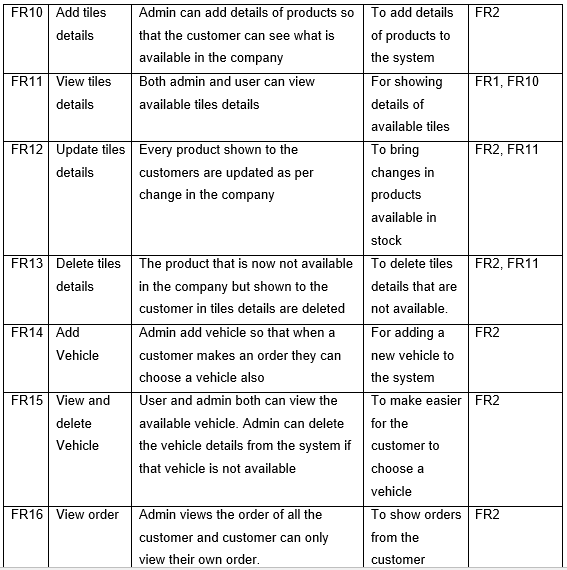 FR10 Add tiles Admin can add details of products so To add details FR2
details that the customer can see what is of products to
available in the company the system
FR11 View tiles Both admin and user can view For showing FR1, FR10
details available tiles details details of
available tiles
FR12 Update tiles Every product shown to the To bring FR2, FR11
details customers are updated as per changes in
change in the company products
available in
stock
FR13 Delete tiles The product that is now not available To delete tiles FR2, FR11
details in the company but shown to the details that are
customer in tiles details are deleted not available.
FR14 Add Admin add vehicle so that when a For adding a FR2
Vehicle customer makes an order they can new vehicle to
choose a vehicle also the system
FR15 View and User and admin both can view the To make easier FR2
delete available vehicle. Admin can delete for the
Vehicle the vehicle details from the system if customer to
that vehicle is not available choose a
vehicle
FR16 View order Admin views the order of all the To show orders FR2
customer and customer can only from the
view their own order. customer